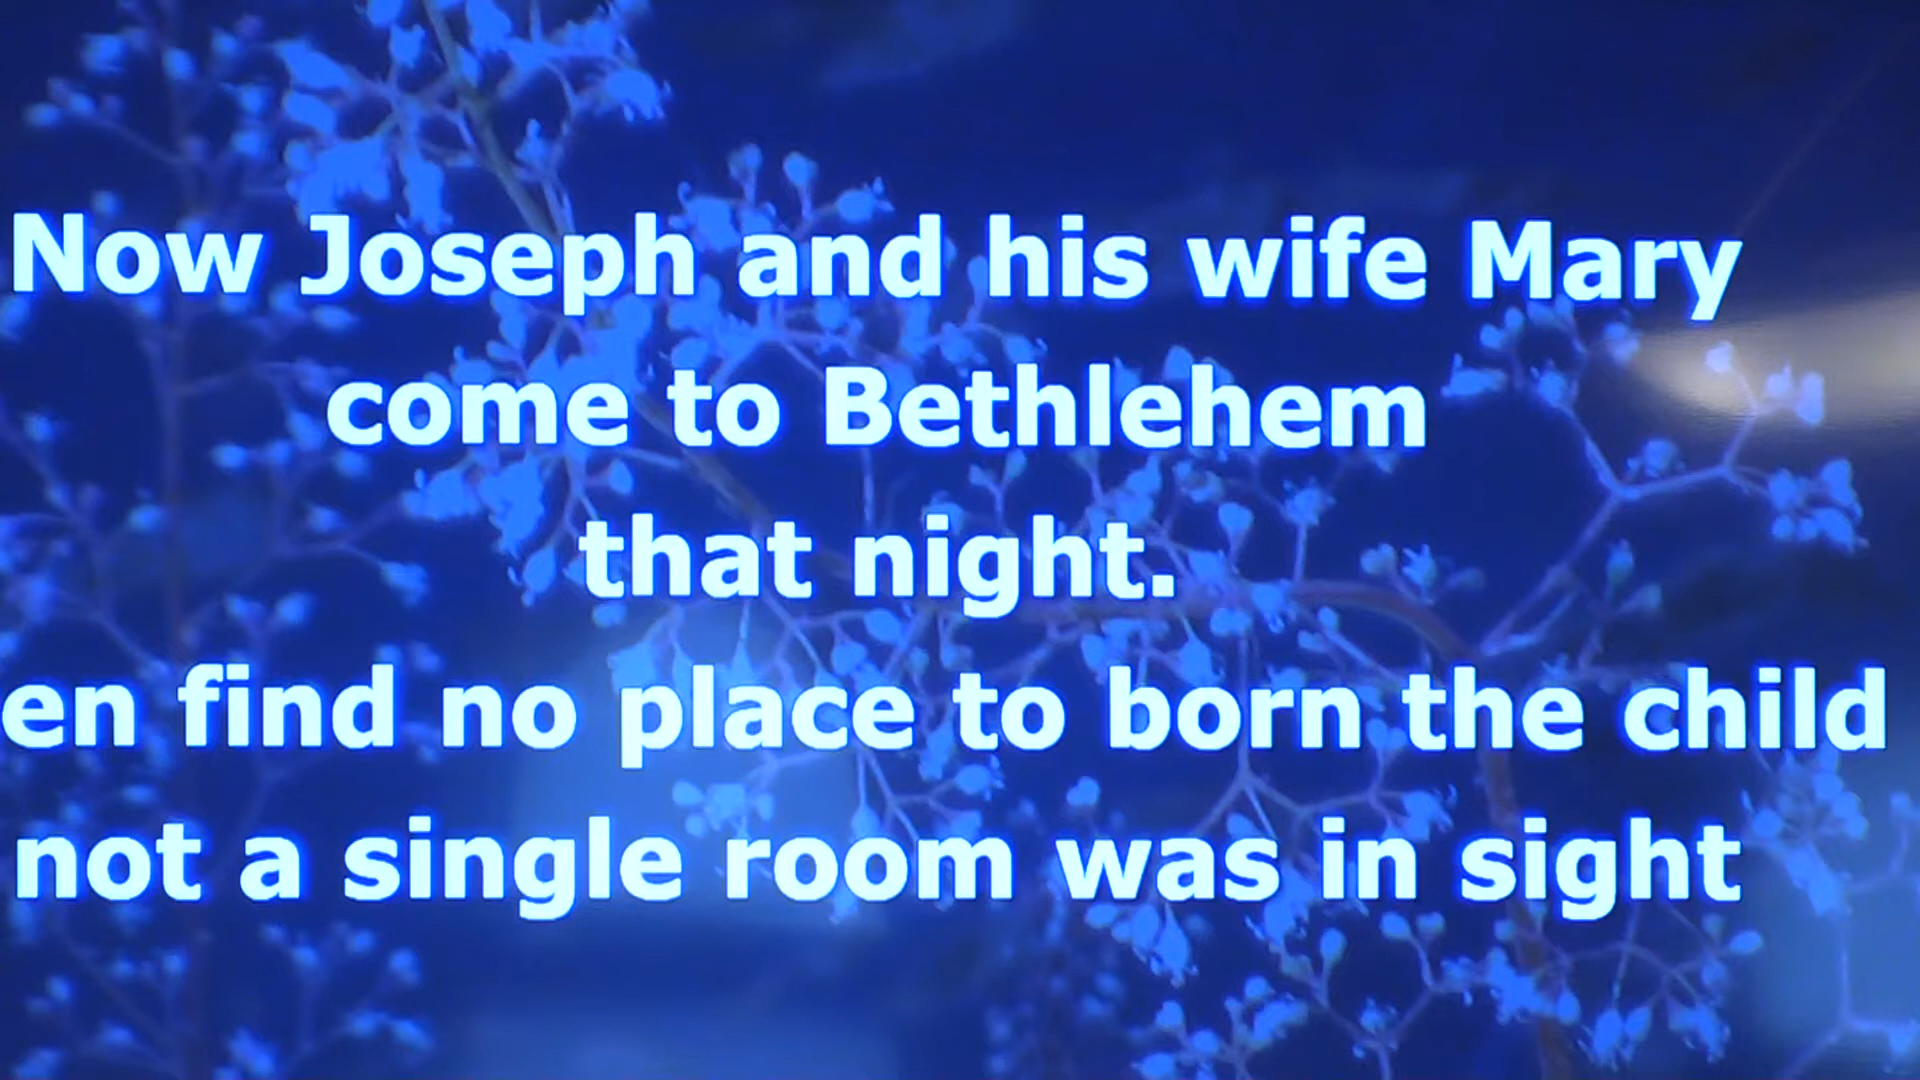 Now Joseph and his wife Mary
come to Bethlehem
that night.
en find no place to born the child
not a single room was in sight